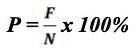 P = F/N x 100%